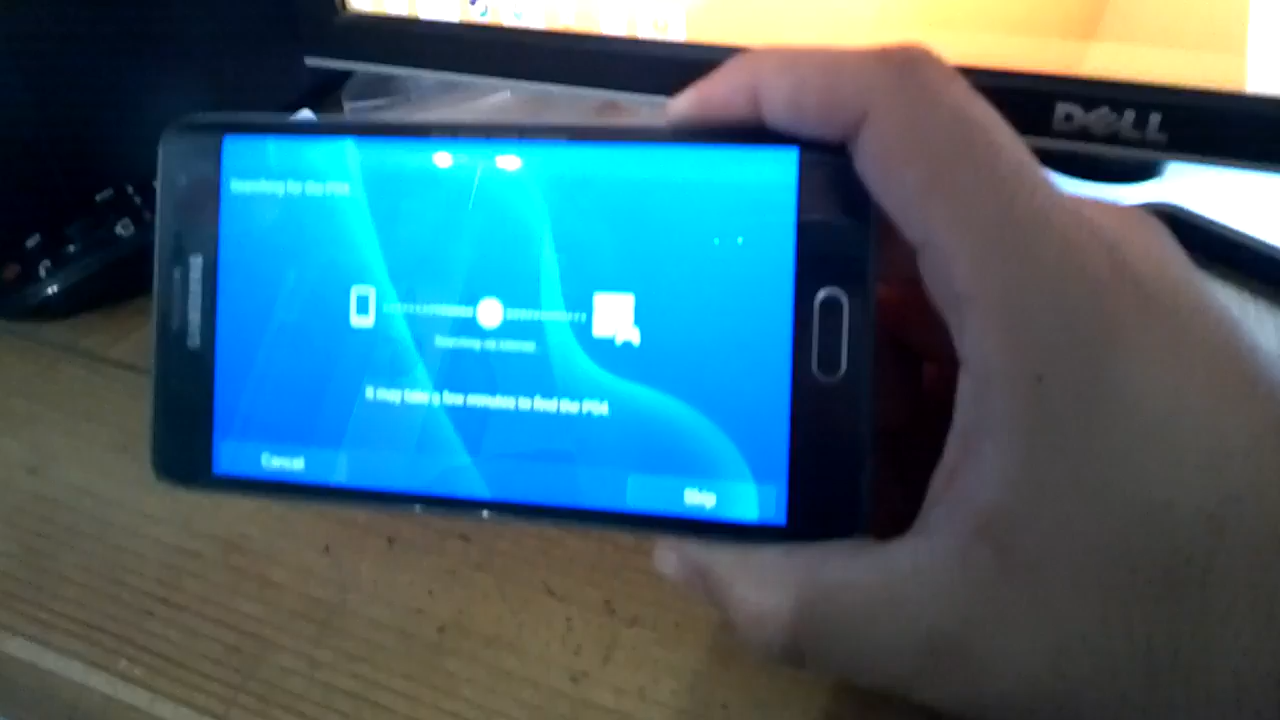 DELL
Searching for the PS4
SAMSUNG
Searching via Internet...
It may take a few minutes to find the PS4.
Cancel
Skip